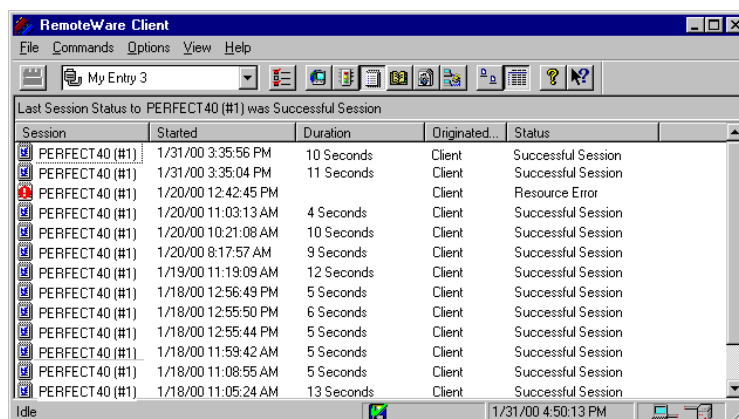 RemoteWare Client
File Commands Options View Help
My Entry 3
Last Session Status to PERFECT40 (#1) was Successful Session
Session Started Duration Originated... Status
PERFECT40 (#1) 1/31/00 3:35:56 PM 10 Seconds Client Successful Session
PERFECT40 (#1) 1/31/00 3:35:04 PM 11 Seconds Client Successful Session
PERFECT40 (#1) 1/20/00 12:42:45 PM Client Resource Error
PERFECT40 (#1) 1/20/00 11:03:13 AM 4 Seconds Client Successful Session
PERFECT40 (#1) 1/20/00 10:21:08 AM 10 Seconds Client Successful Session
PERFECT40 (#1) 1/20/00 8:17:57 AM 9 Seconds Client Successful Session
PERFECT40 (#1) 1/19/00 11:19:09 AM 12 Seconds Client Successful Session
PERFECT40 (#1) 1/18/00 12:56:49 PM 5 Seconds Client Successful Session
PERFECT40 (#1) 1/18/00 12:55:50 PM 6 Seconds Client Successful Session
PERFECT40 (#1) 1/18/00 12:55:44 PM 5 Seconds Client Successful Session
PERFECT40 (#1) 1/18/00 11:59:42 AM 5 Seconds Client Successful Session
PERFECT40 (#1) 1/18/00 11:08:55 AM 5 Seconds Client Successful Session
PERFECT40 (#1) 1/18/00 11:05:24 AM 13 Seconds Client Successful Session
Idle 1/31/00 4:50:13 PM